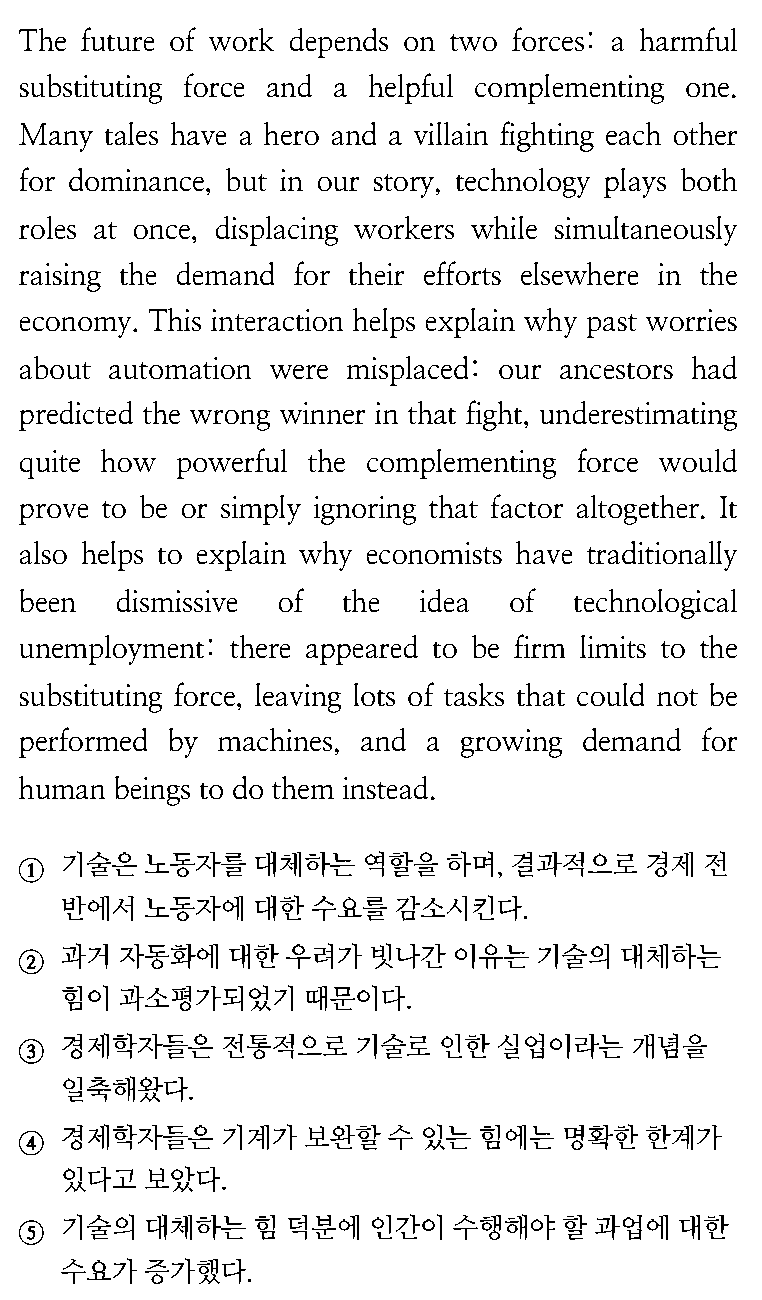 The future of work depends on two forces: a harmful
substituting force and a helpful complementing one.
Many tales have a hero and a villain fighting each other
for dominance, but in our story, technology plays both
roles at once, displacing workers while simultaneously
raising the demand for their efforts elsewhere in the
economy. This interaction helps explain why past worries
about automation were misplaced: our ancestors had
predicted the wrong winner in that fight, underestimating
quite how powerful the complementing force would
prove to be or simply ignoring that factor altogether. It
also helps to explain why economists have traditionally
been dismissive of the idea of technological
unemployment: there appeared to be firm limits to the
substituting force, leaving lots of tasks that could not be
performed by machines, and a growing demand for
human beings to do them instead.
① 기술은 노동자를 대체하는 역할을 하며, 결과적으로 경제 전
반에서 노동자에 대한 수요를 감소시킨다.
② 과거 자동화에 대한 우려가 빗나간 이유는 기술의 대체하는
힘이 과소평가되었기 때문이다.
③ 경제학자들은 전통적으로 기술로 인한 실업이라는 개념을
일축해왔다.
④ 경제학자들은 기계가 보완할 수 있는 힘에는 명확한 한계가
있다고 보았다.
⑤ 기술의 대체하는 힘 덕분에 인간이 수행해야 할 과업에 대한
수요가 증가했다.